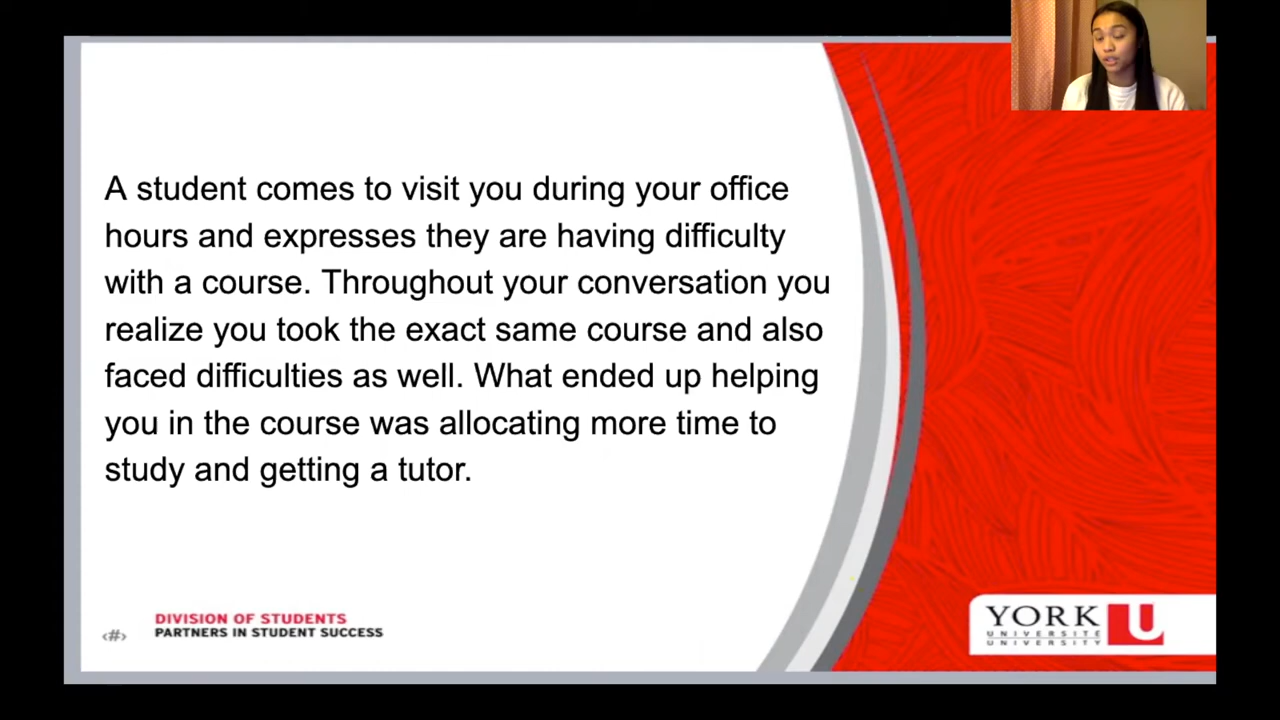 A student comes to visit you during your office
hours and expresses they are having difficulty
with a course. Throughout your conversation you
realize you took the exact same course and also
faced difficulties as well. What ended up helping
you in the course was allocating more time to
study and getting a tutor.
‹#›
DIVISION OF STUDENTS
PARTNERS IN STUDENT SUCCESS
YORK U
UNIVERSITÉ
UNIVERSITY